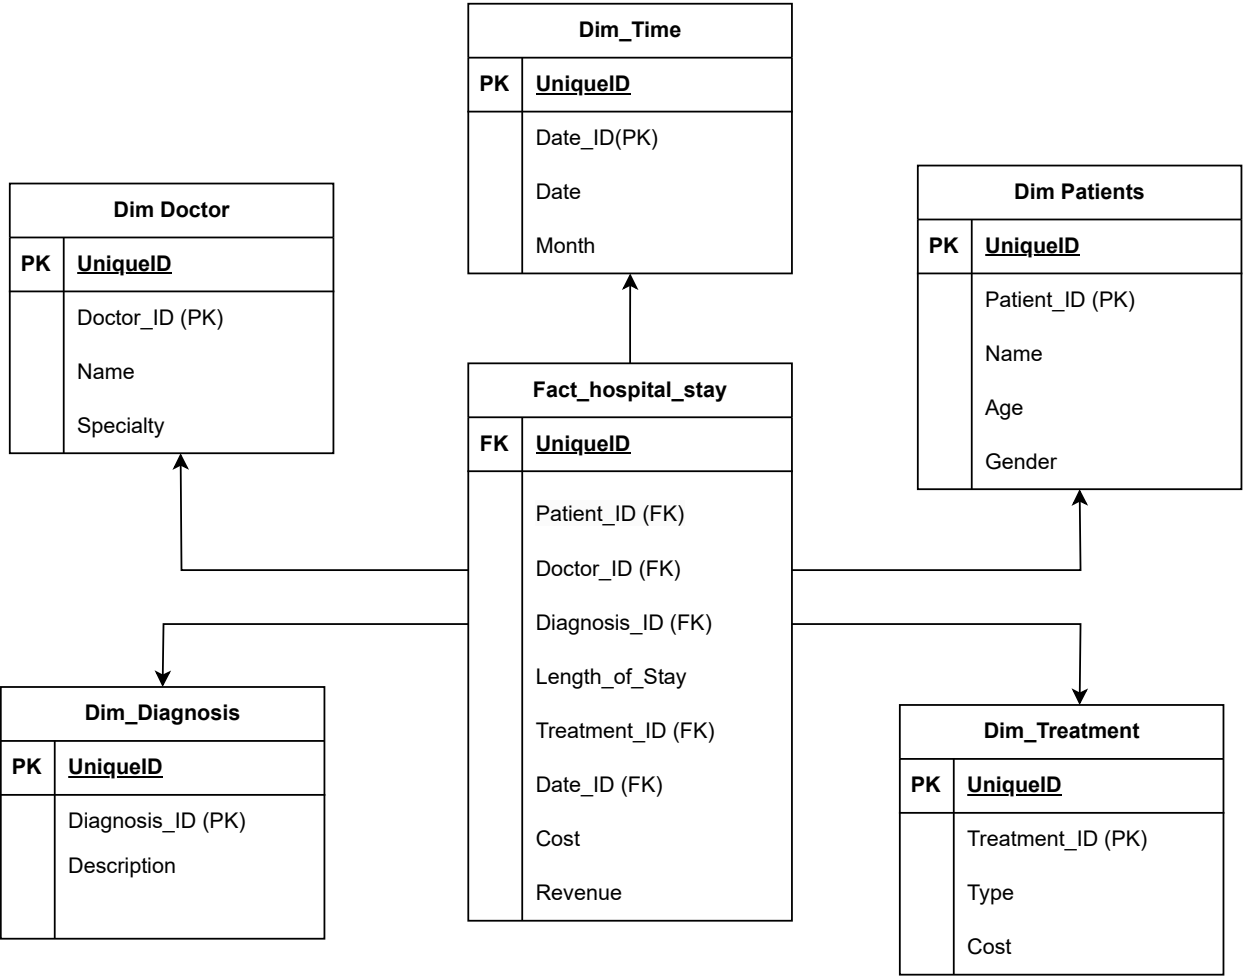 Dim_Time
PK UniqueID
Date_ID(PK)
Date
Month
Dim Doctor
PK UniqueID
Doctor_ID (PK)
Name
Specialty
Dim Patients
PK UniqueID
Patient_ID (PK)
Name
Age
Gender
Fact_hospital_stay
FK UniqueID
Patient_ID (FK)
Doctor_ID (FK)
Diagnosis_ID (FK)
Length_of_Stay
Treatment_ID (FK)
Date_ID (FK)
Cost
Revenue
Dim_Diagnosis
PK UniqueID
Diagnosis_ID (PK)
Description
Dim_Treatment
PK UniqueID
Treatment_ID (PK)
Type
Cost